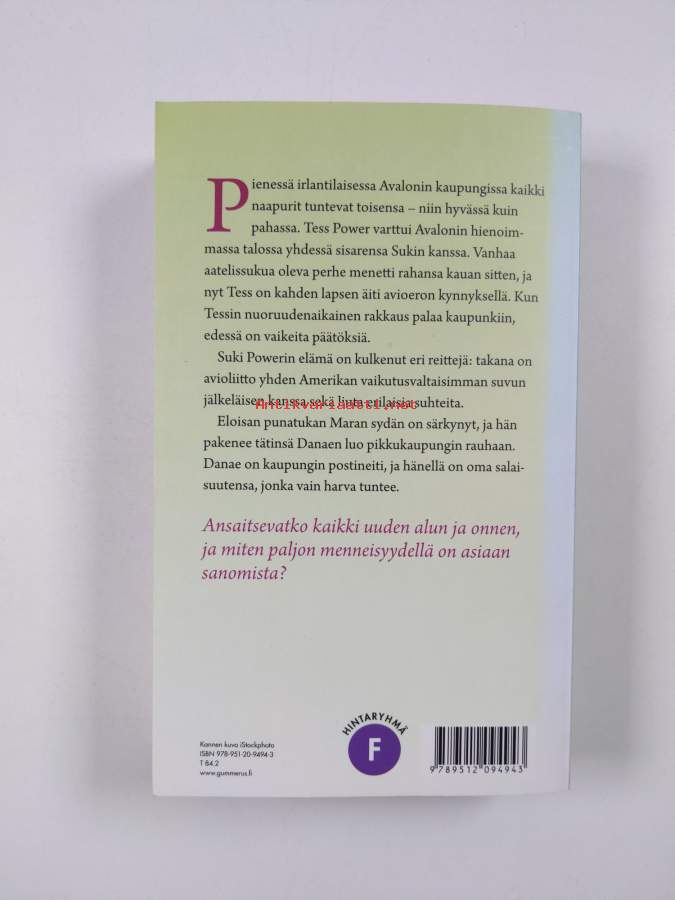 Pienessä irlantilaisessa Avalonin kaupungissa kaikki
naapurit tuntevat toisensa – niin hyvässä kuin
pahassa. Tess Power varttui Avalonin hienoim-
massa talossa yhdessä sisarensa Sukin kanssa. Vanhaa
aatelissukua oleva perhe menetti rahansa kauan sitten, ja
nyt Tess on kahden lapsen äiti avioeron kynnyksellä. Kun
Tessin nuoruudenaikainen rakkaus palaa kaupunkiin,
edessä on vaikeita päätöksiä.
Suki Powerin elämä on kulkenut eri reittejä: takana on
avioliitto yhden Amerikan vaikutusvaltaisimman suvun
jälkeläisen kanssa sekä liuta erilaisia suhteita.
Antikvariaatti.net
Eloisan punatukan Maran sydän on särkynyt, ja hän
pakenee tätinsä Danaen luo pikkukaupungin rauhaan.
Danae on kaupungin postineiti, ja hänellä on oma salai-
suutensa, jonka vain harva tuntee.
Ansaitsevatko kaikki uuden alun ja onnen,
ja miten paljon menneisyydellä on asiaan
sanomista?
Kannen kuva iStockphoto
ISBN 978-951-20-9494-3
T 84.2
www.gummerus.fi
HINTARYHMÄ
F
9789512094943